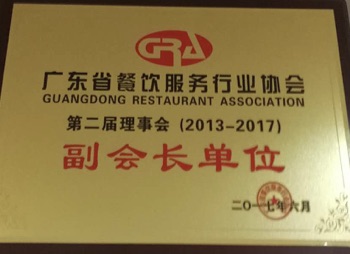 GRA
广东省餐饮服务行业协会
GUANGDONG RESTAURANT ASSOCIATION
第二届理事会 (2013-2017)
副会长单位
二〇一七年六月